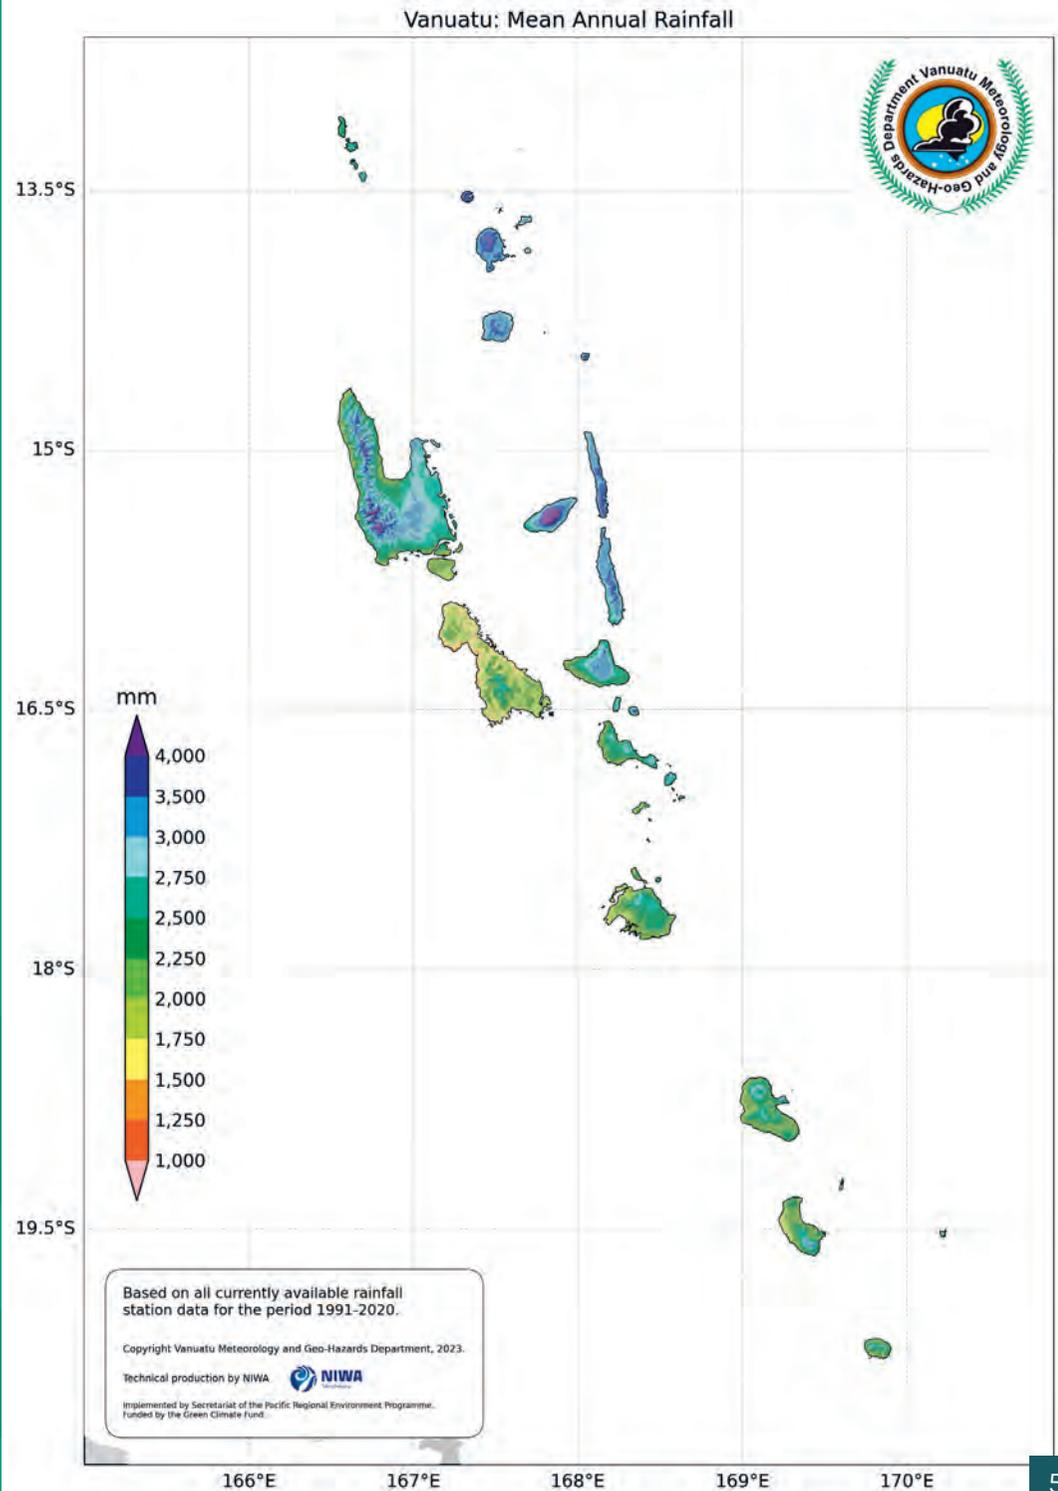 Vanuatu: Mean Annual Rainfall
Vanuatu Meteorology and Geo-Hazards Department
13.5°S
15°S
16.5°S
18°S
19.5°S
mm
4,000
3,500
3,000
2,750
2,500
2,250
2,000
1,750
1,500
1,250
1,000
Based on all currently available rainfall
station data for the period 1991-2020.
Copyright Vanuatu Meteorology and Geo-Hazards Department, 2023.
Technical production by NIWA
NIWA
Implemented by Secretariat of the Pacific Regional Environment Programme.
Funded by the Green Climate Fund.
166°E
167°E
168°E
169°E
170°E
5